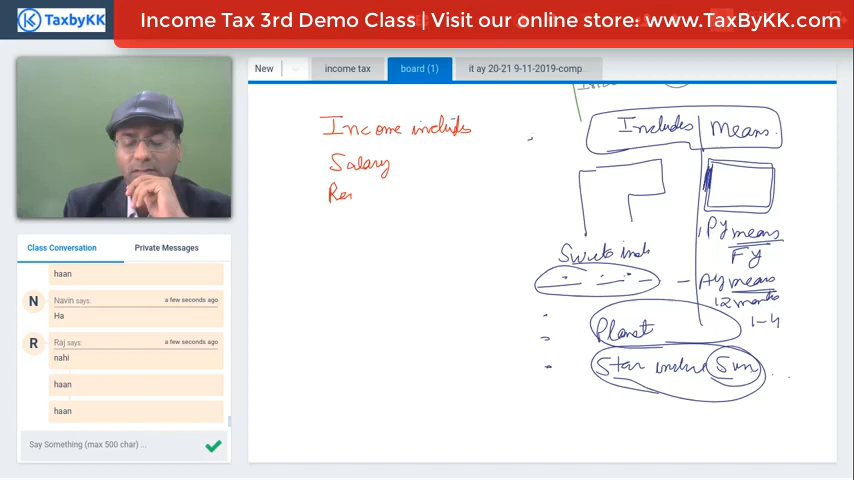 TaxbyKK
Income Tax 3rd Demo Class | Visit our online store: www.TaxByKK.com
New
income tax
board (1)
it ay 20-21 9-11-2019-comp...
Income includes
Salary
Includes | Means
PY means
FY
AY means
12 months
1-4
Planet
Star Sun
Class Conversation
Private Messages
haan
N Navin says: a few seconds ago
Ha
R Raj says: a few seconds ago
nahi
haan
haan
Say Something (max 500 char) ...